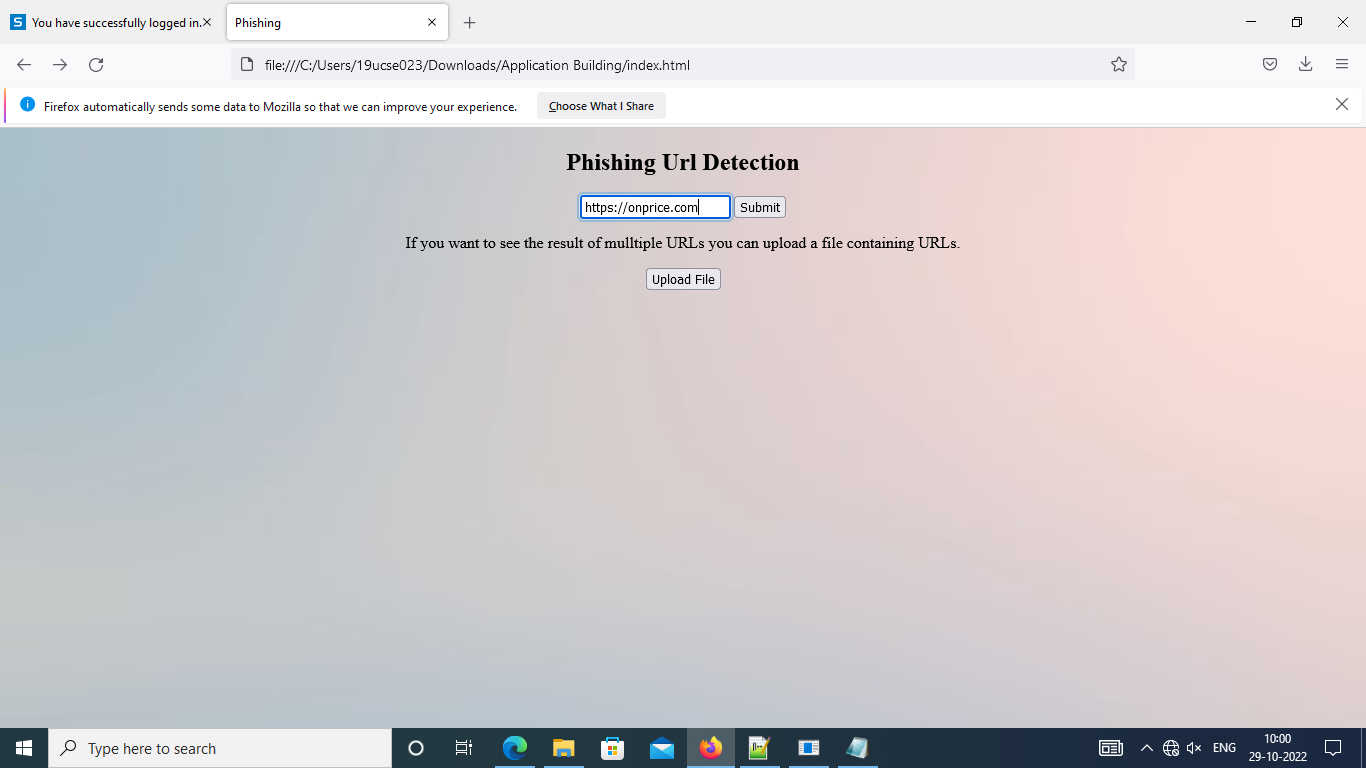 S You have successfully logged in.
Phishing
file:///C:/Users/19ucse023/Downloads/Application Building/index.html
i Firefox automatically sends some data to Mozilla so that we can improve your experience. Choose What I Share
Phishing Url Detection
https://onprice.com Submit
If you want to see the result of mulltiple URLs you can upload a file containing URLs.
Upload File
Type here to search
ENG
10:00
29-10-2022